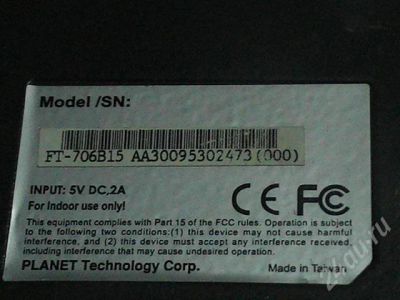 Model /SN:
FT-706B15 AA30095302473(000)
INPUT: 5V DC,2A
For Indoor use only!
CE FC
This equipment complies with Part 15 of the FCC rules. Operation is subject
to the following two conditions:(1) this device may not cause harmful
interference, and (2) this device must accept any interference received,
including interference that may cause undesired operation.
PLANET Technology Corp.
Made in Taiwan